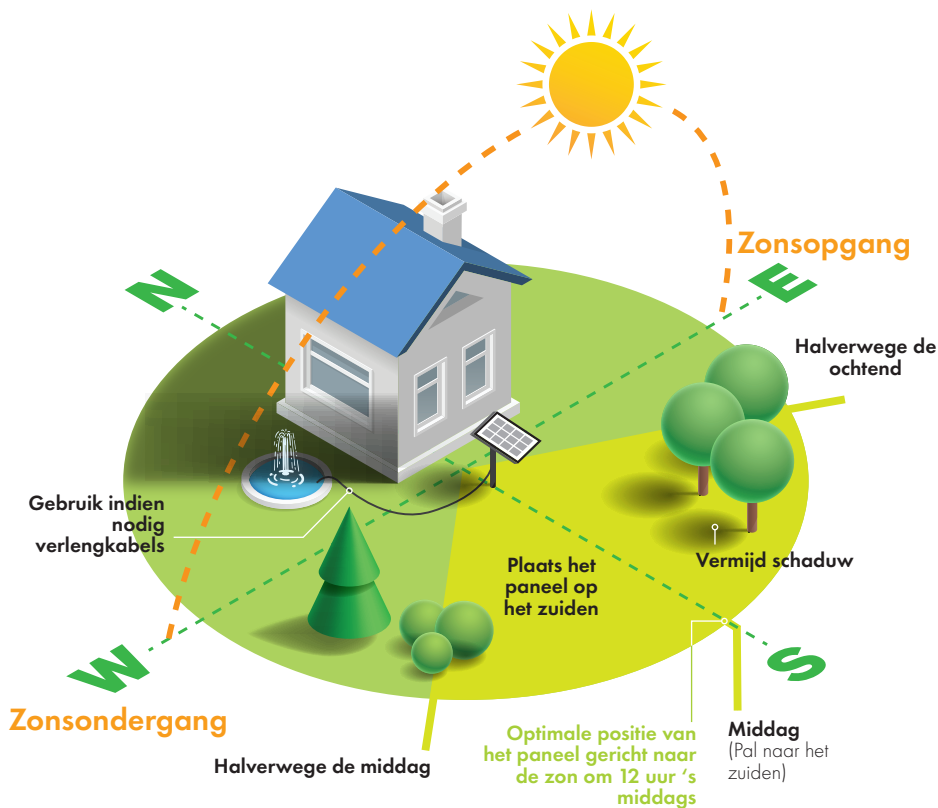 Zonsopgang
N
E
Halverwege de
ochtend
Gebruik indien
nodig
verlengkabels
Plaats het
paneel op
het zuiden
Vermijd schaduw
W
S
Zonsondergang
Halverwege de middag
Optimale positie van
het paneel gericht naar
de zon om 12 uur ‘s
middags
Middag
(Pal naar het
zuiden)